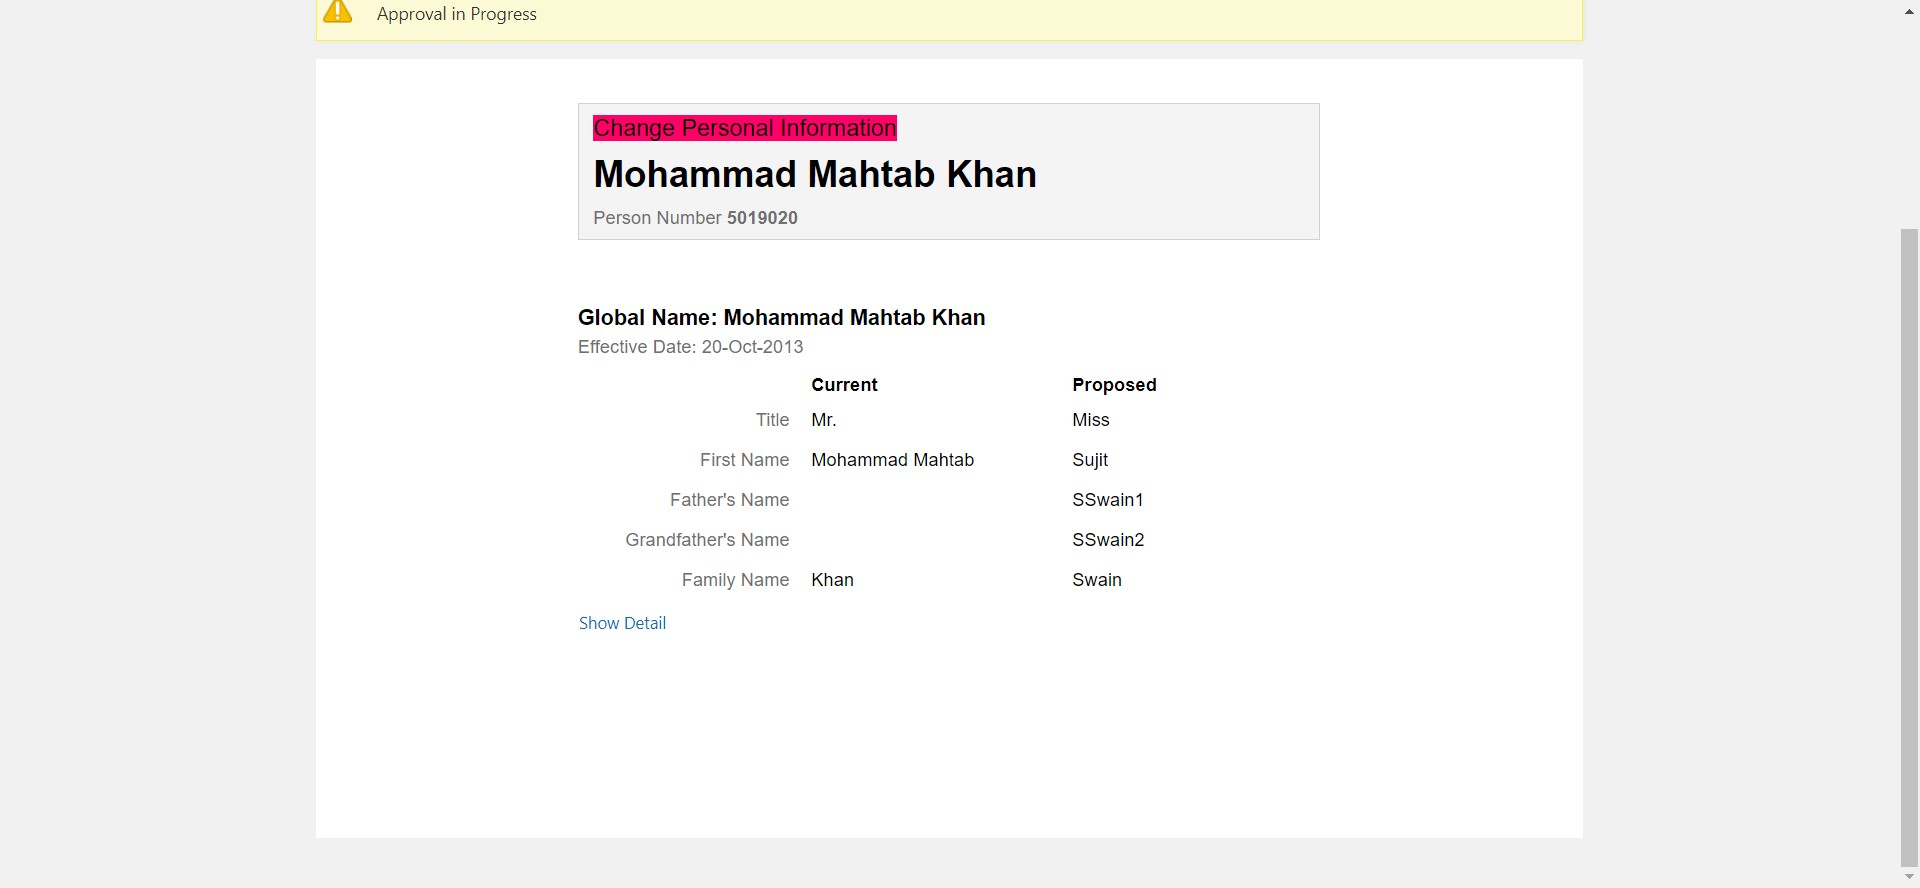 Approval in Progress
Change Personal Information
Mohammad Mahtab Khan
Person Number 5019020
Global Name: Mohammad Mahtab Khan
Effective Date: 20-Oct-2013
Current Proposed
Title Mr. Miss
First Name Mohammad Mahtab Sujit
Father's Name SSwain1
Grandfather's Name SSwain2
Family Name Khan Swain
Show Detail